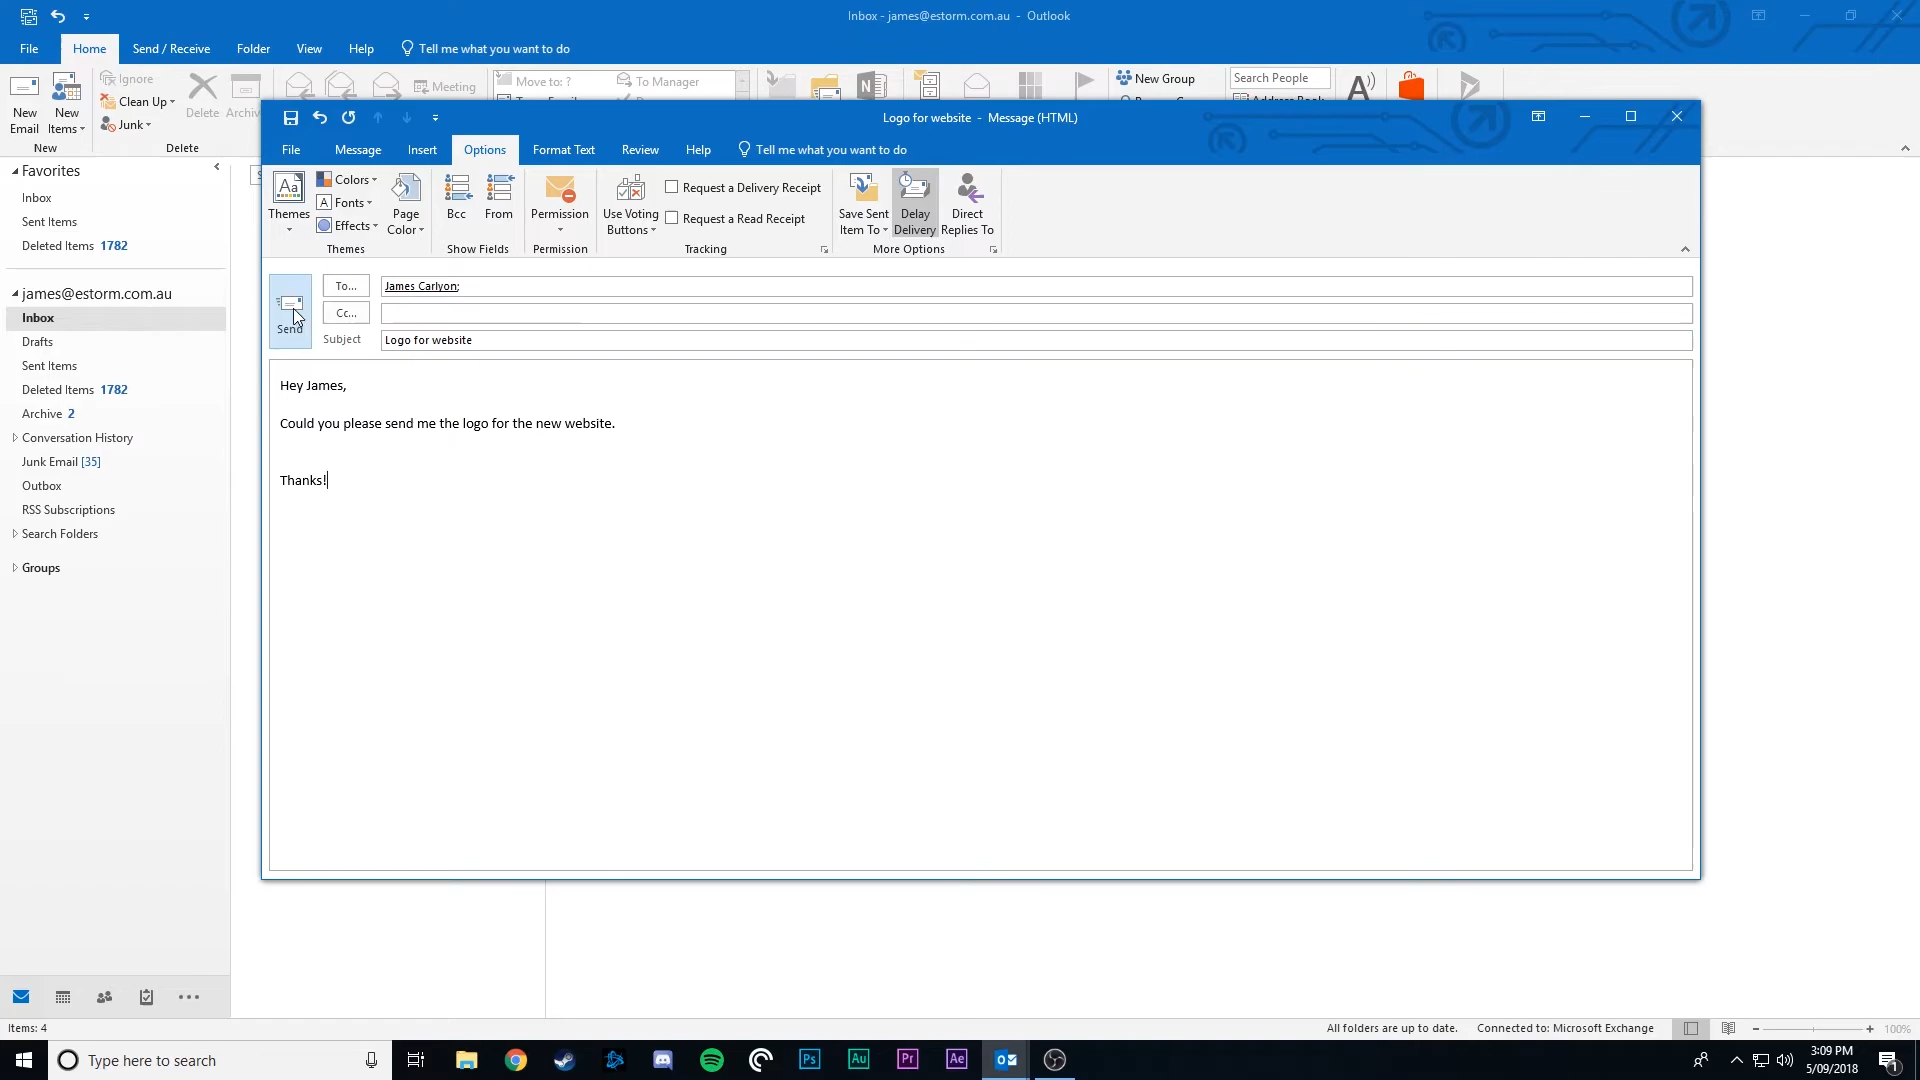 Inbox - james@estorm.com.au - Outlook
File Home Send / Receive Folder View Help Tell me what you want to do
New Email
New Items
New
Ignore
Clean Up
Junk
Delete
Delete
Meeting
Move to: ?
To Manager
New Group
Search People
Logo for website - Message (HTML)
File Message Insert Options Format Text Review Help Tell me what you want to do
Themes
Colors
Fonts
Effects
Page Color
Themes
Bcc
From
Show Fields
Permission
Permission
Use Voting Buttons
Request a Delivery Receipt
Request a Read Receipt
Tracking
Save Sent Item To
Delay Delivery
Direct Replies To
More Options
Send
To... James Carlyon;
Cc...
Subject Logo for website
Hey James,
Could you please send me the logo for the new website.
Thanks!
Favorites
Inbox
Sent Items
Deleted Items 1782
james@estorm.com.au
Inbox
Drafts
Sent Items
Deleted Items 1782
Archive 2
Conversation History
Junk Email [35]
Outbox
RSS Subscriptions
Search Folders
Groups
Items: 4
All folders are up to date. Connected to: Microsoft Exchange 100%
Type here to search
Ps Au Pr Ae
3:09 PM
5/09/2018
1